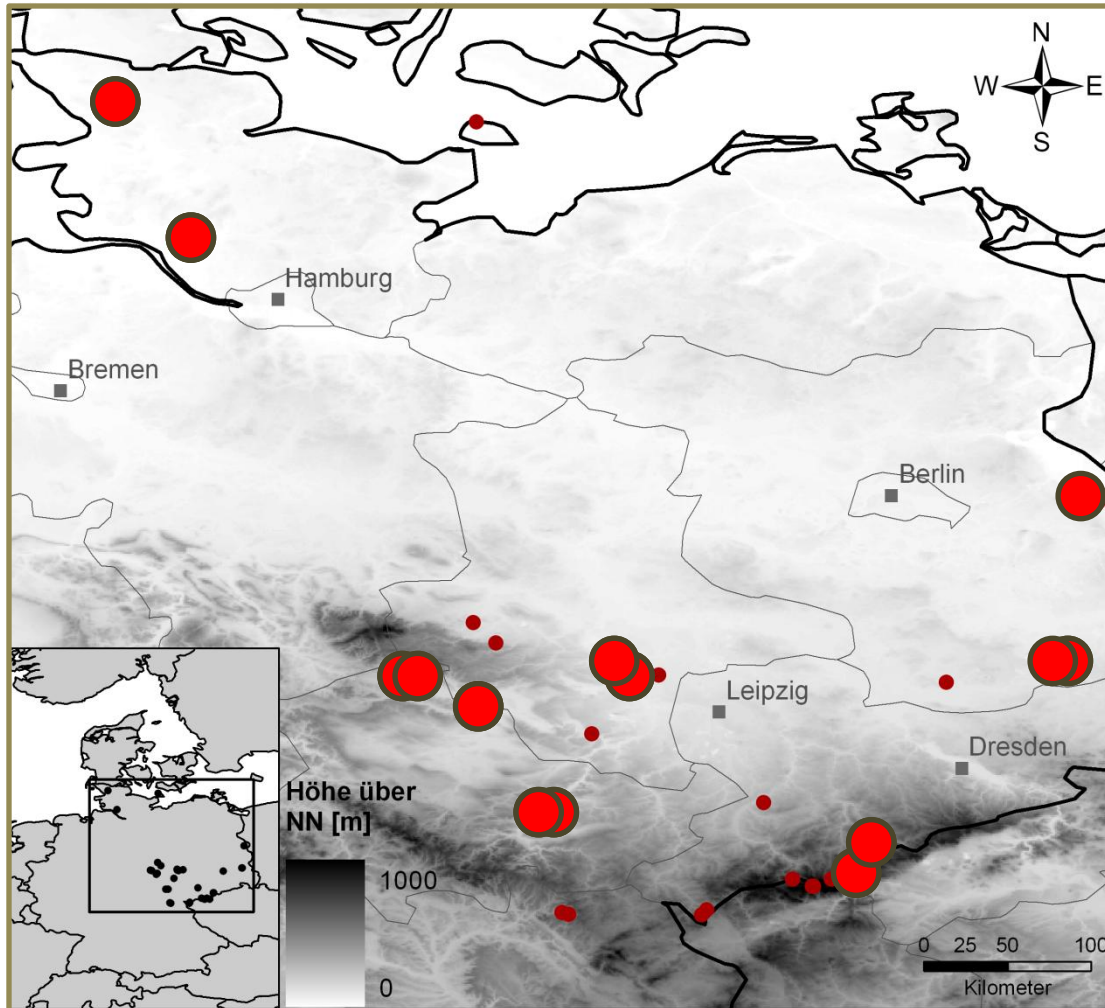 N
W E
S
Hamburg
Bremen
Berlin
Leipzig
Dresden
Höhe über
NN [m]
1000
0
0 25 50 100
Kilometer